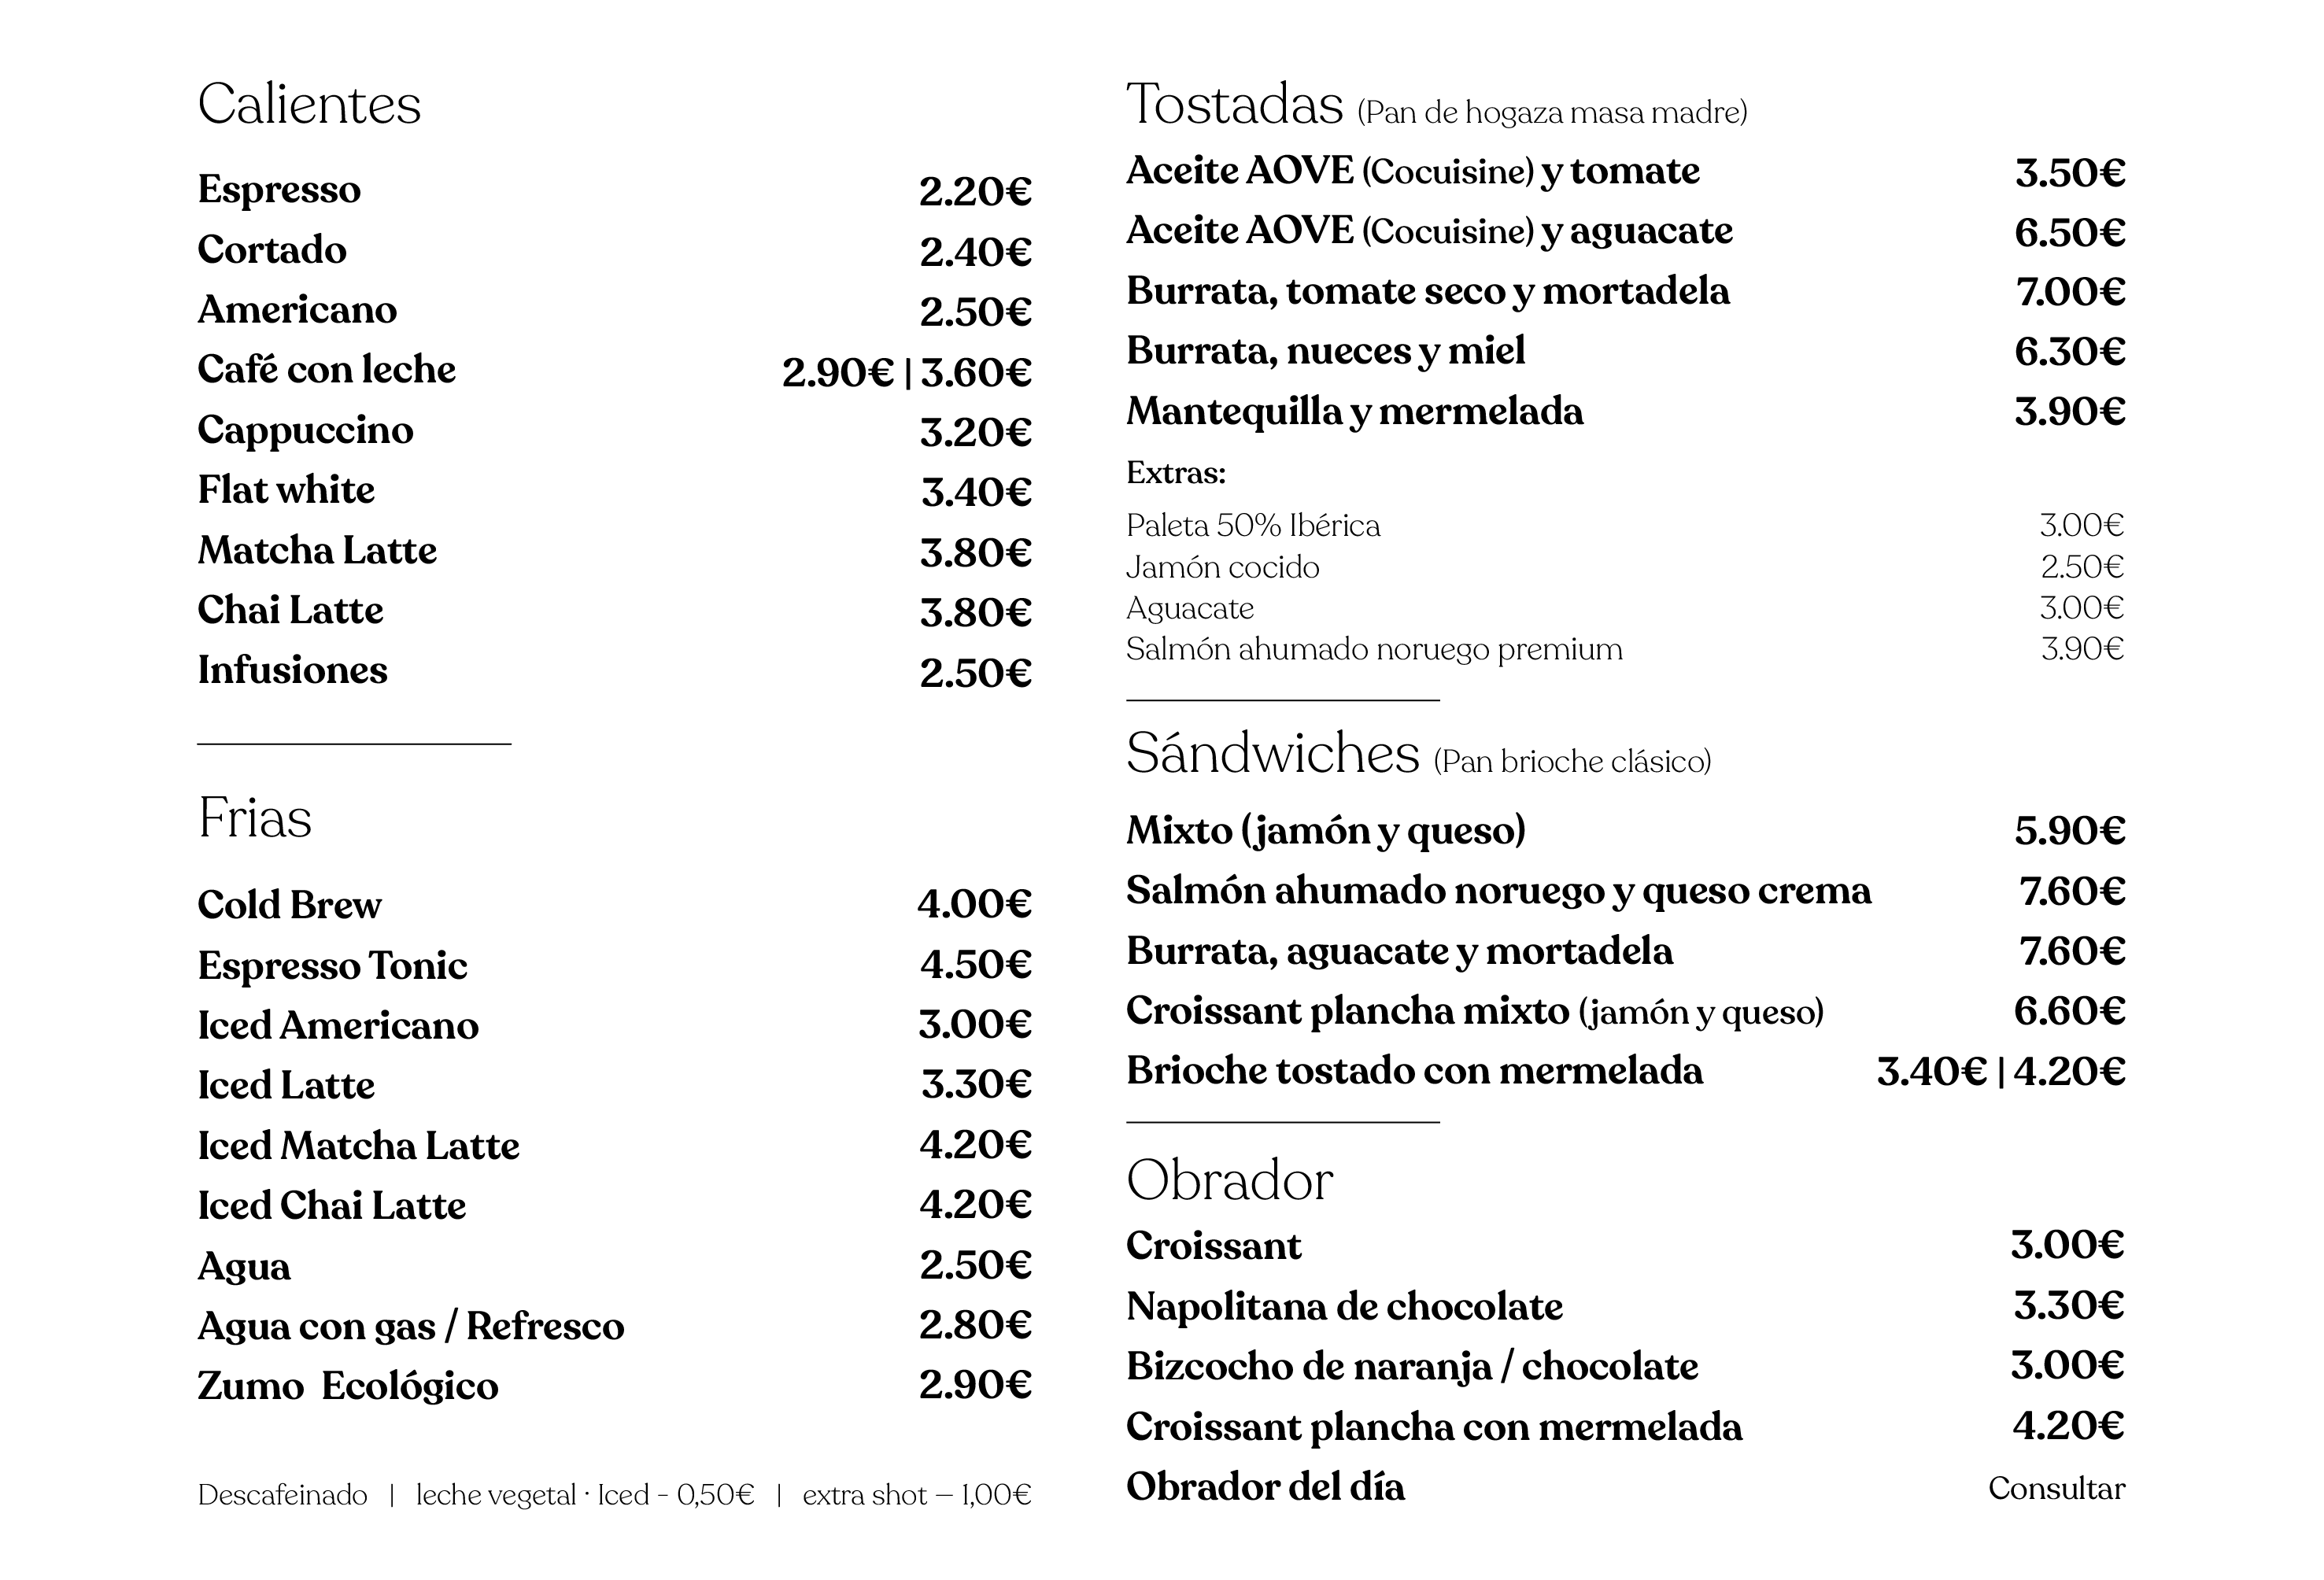 Calientes
Espresso 2.20€
Cortado 2.40€
Americano 2.50€
Café con leche 2.90€ | 3.60€
Cappuccino 3.20€
Flat white 3.40€
Matcha Latte 3.80€
Chai Latte 3.80€
Infusiones 2.50€
Frias
Cold Brew 4.00€
Espresso Tonic 4.50€
Iced Americano 3.00€
Iced Latte 3.30€
Iced Matcha Latte 4.20€
Iced Chai Latte 4.20€
Agua 2.50€
Agua con gas / Refresco 2.80€
Zumo Ecológico 2.90€
Descafeinado | leche vegetal · Iced - 0,50€ | extra shot – 1,00€
Tostadas (Pan de hogaza masa madre)
Aceite AOVE (Cocuisine) y tomate 3.50€
Aceite AOVE (Cocuisine) y aguacate 6.50€
Burrata, tomate seco y mortadela 7.00€
Burrata, nueces y miel 6.30€
Mantequilla y mermelada 3.90€
Extras:
Paleta 50% Ibérica 3.00€
Jamón cocido 2.50€
Aguacate 3.00€
Salmón ahumado noruego premium 3.90€
Sándwiches (Pan brioche clásico)
Mixto (jamón y queso) 5.90€
Salmón ahumado noruego y queso crema 7.60€
Burrata, aguacate y mortadela 7.60€
Croissant plancha mixto (jamón y queso) 6.60€
Brioche tostado con mermelada 3.40€ | 4.20€
Obrador
Croissant 3.00€
Napolitana de chocolate 3.30€
Bizcocho de naranja / chocolate 3.00€
Croissant plancha con mermelada 4.20€
Obrador del día Consultar